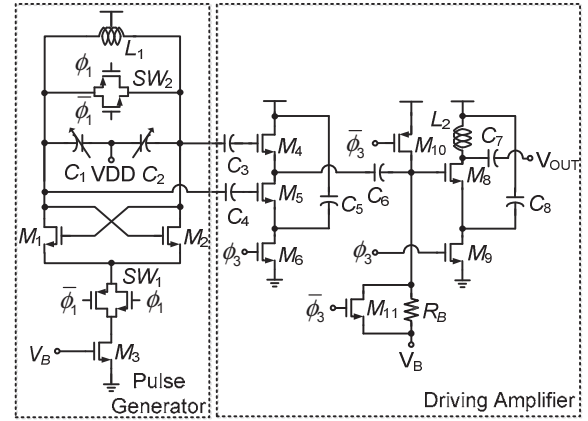 L1
ϕ1
SW2
ϕ̅1
C1 VDD C2
M1
M2
SW1
ϕ̅1
ϕ1
VB
M3
Pulse
Generator
C3
M4
C4
M5
C5
ϕ3
M6
C6
ϕ̅3
M10
L2
C7
VOUT
M8
C8
ϕ3
M9
ϕ̅3
M11
RB
VB
Driving Amplifier